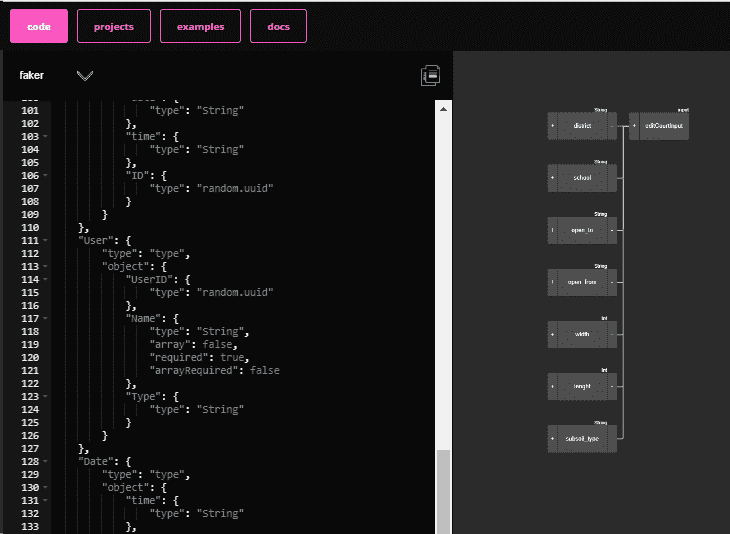 code projects examples docs
faker
101 "type": "String"
102 },
103 "time": {
104 "type": "String"
105 },
106 "ID": {
107 "type": "random.uuid"
108 }
109 }
110 },
111 "User": {
112 "type": "type",
113 "object": {
114 "UserID": {
115 "type": "random.uuid"
116 },
117 "Name": {
118 "type": "String",
119 "array": false,
120 "required": true,
121 "arrayRequired": false
122 },
123 "Type": {
124 "type": "String"
125 }
126 }
127 },
128 "Date": {
129 "type": "type",
130 "object": {
131 "time": {
132 "type": "String"
133 },
String
+ district -
input
+ editCourtInput
String
+ school -
String
+ open_to -
String
+ open_from -
Int
+ width -
Int
+ lenght -
String
+ subsoil_type -